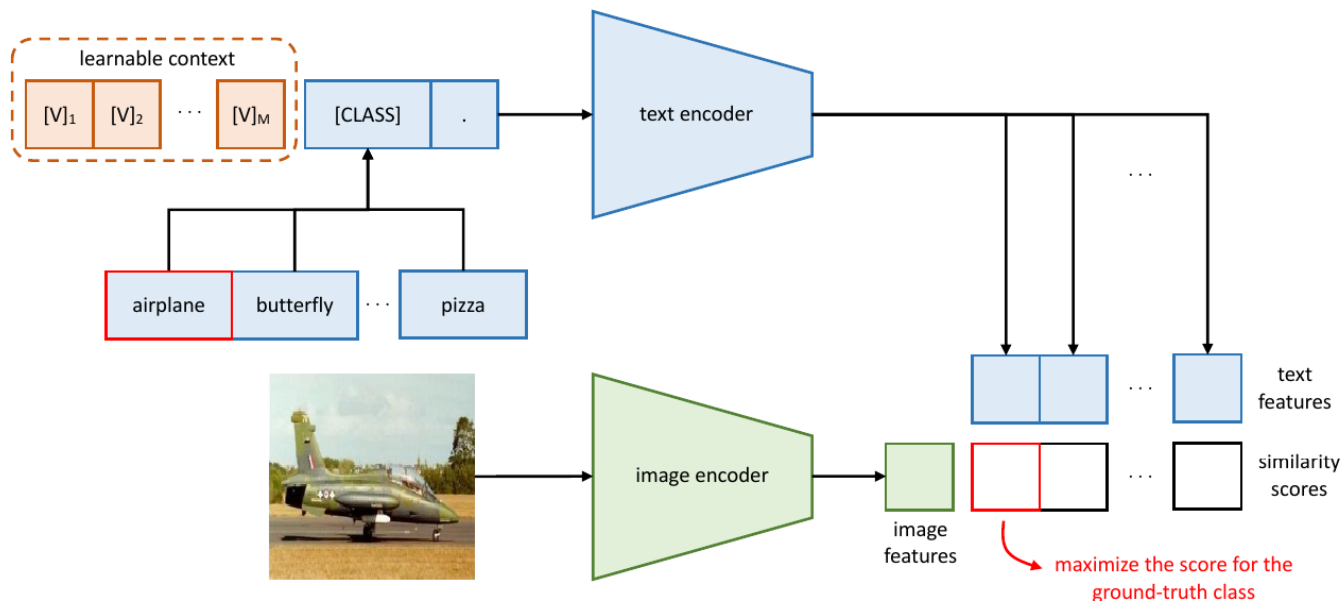 learnable context
[V]₁ [V]₂ ... [V]M [CLASS] .
text encoder
...
airplane butterfly ... pizza
... text
features
image encoder
... similarity
scores
image
features
maximize the score for the
ground-truth class